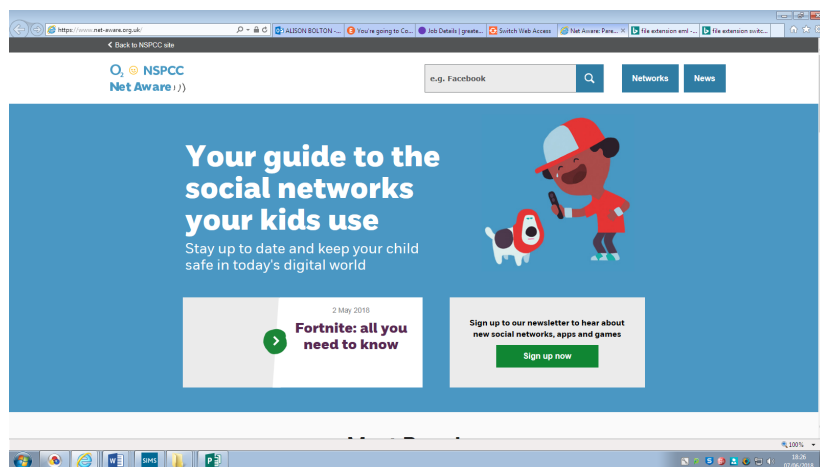 https://www.net-aware.org.uk/
ALISON BOLTON -...
You're going to Co...
Job Details | greate...
Switch Web Access
Net Aware: Pare...
file extension eml -...
file extension switc...
Back to NSPCC site
O2 NSPCC
Net Aware
e.g. Facebook
Networks
News
Your guide to the
social networks
your kids use
Stay up to date and keep your child
safe in today's digital world
2 May 2018
Fortnite: all you
need to know
Sign up to our newsletter to hear about
new social networks, apps and games
Sign up now
100%
SIMS
18:26